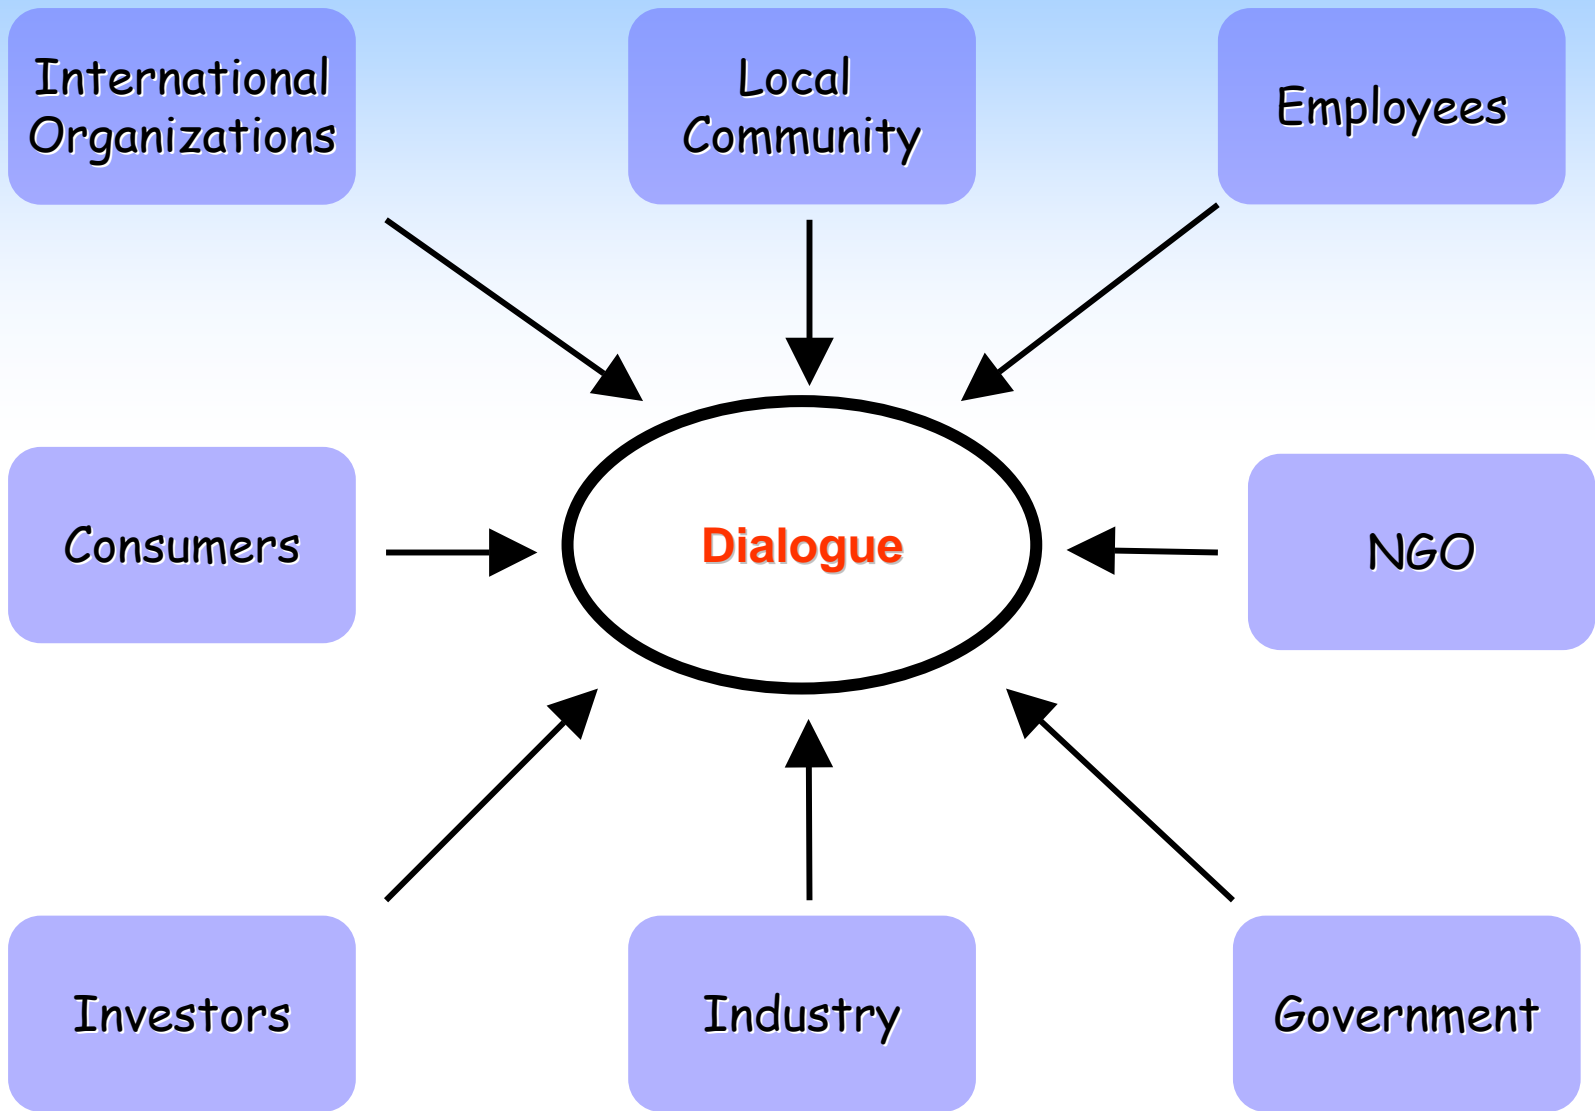 International
Organizations
Local
Community
Employees
Consumers
Dialogue
NGO
Investors
Industry
Government